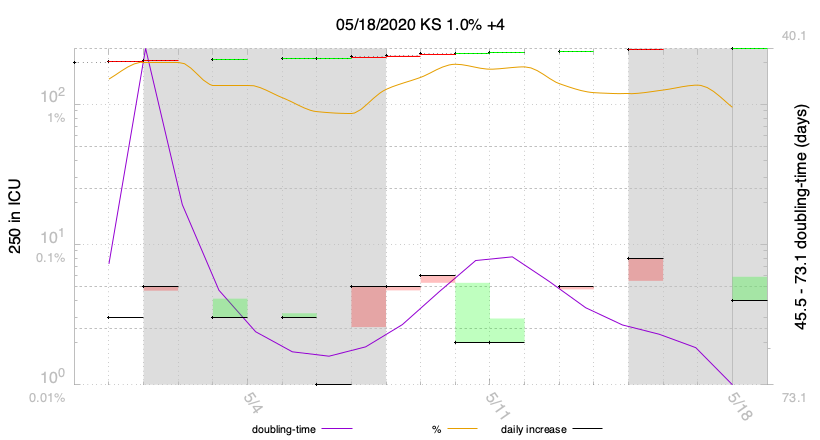 05/18/2020 KS 1.0% +4
40.1
10²
1%
10¹
0.1%
10⁰
0.01%
250 in ICU
45.5 - 73.1 doubling-time (days)
73.1
5/4
5/11
5/18
doubling-time
%
daily increase